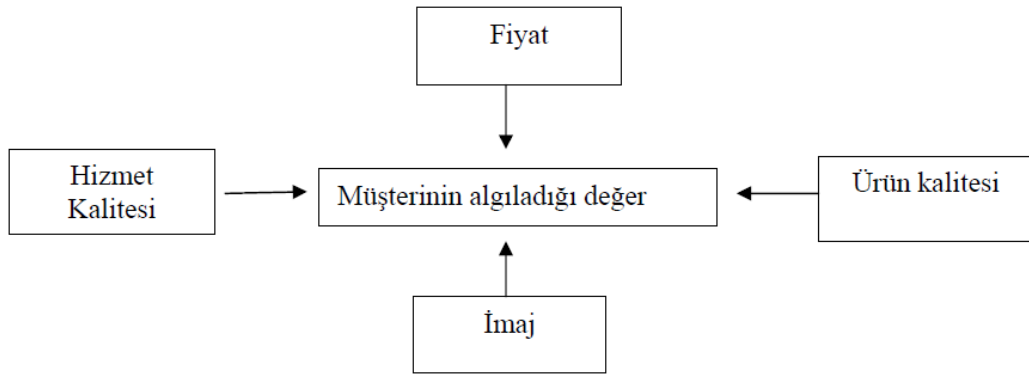 Fiyat
Hizmet
Kalitesi
Müşterinin algıladığı değer
Ürün kalitesi
İmaj